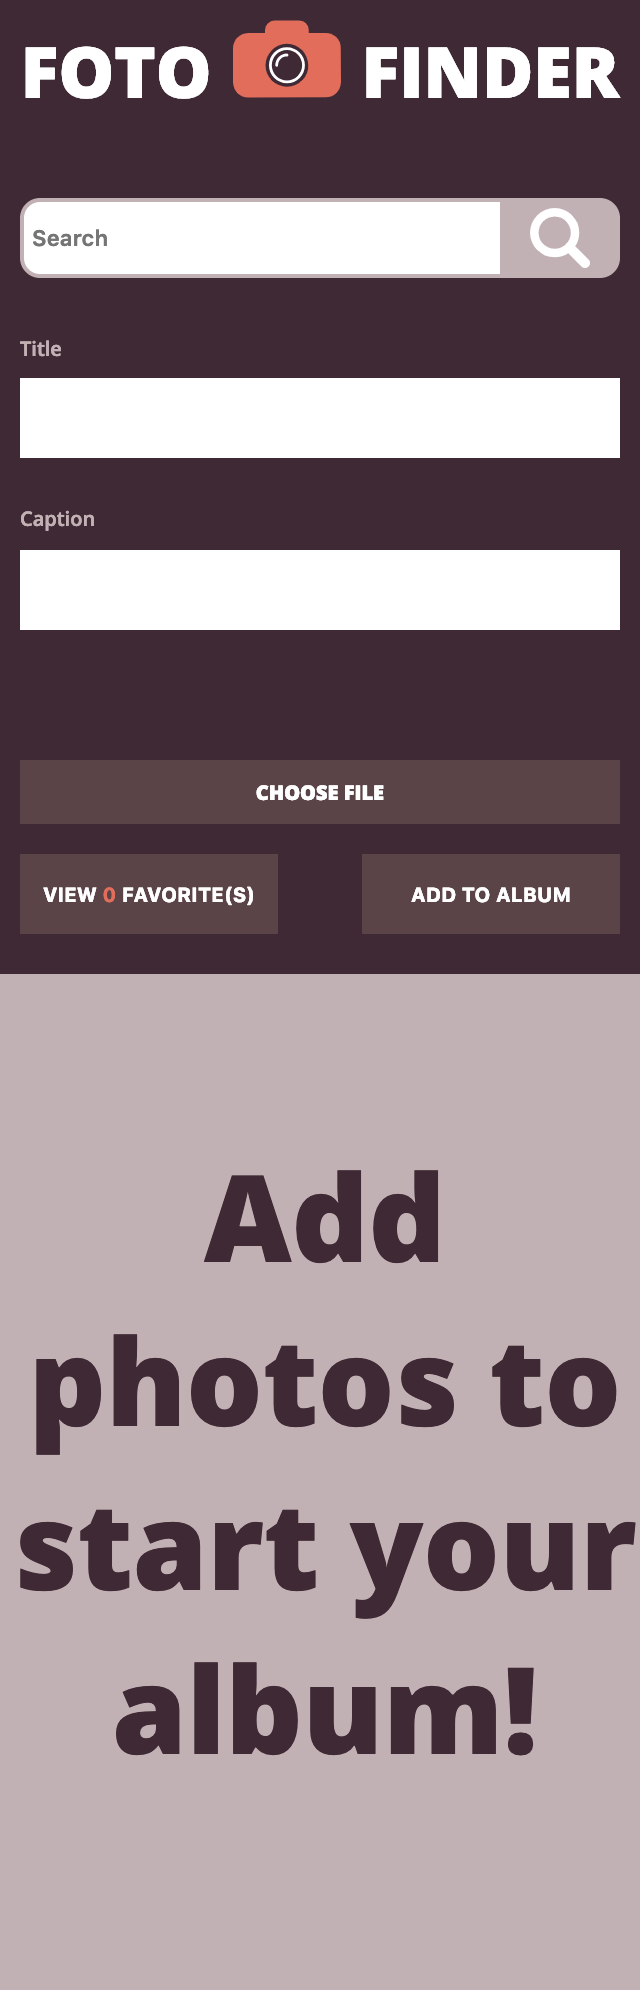 FOTO FINDER
Search
Title
Caption
CHOOSE FILE
VIEW 0 FAVORITE(S) ADD TO ALBUM
Add
photos to
start your
album!